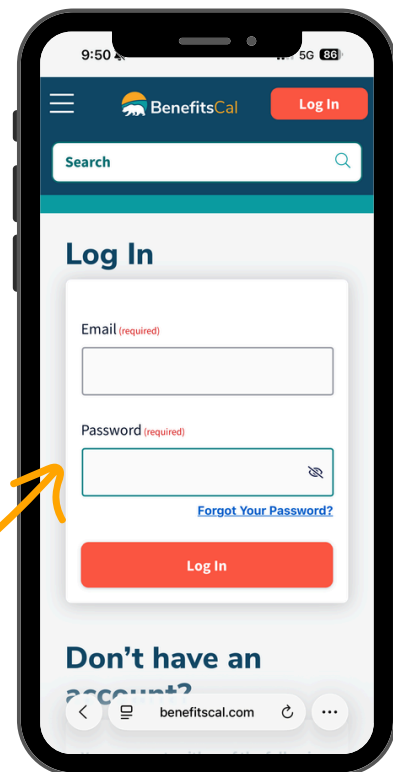 9:50
5G 86
BenefitsCal
Log In
Search
Log In
Email (required)
Password (required)
Forgot Your Password?
Log In
Don't have an
account?
benefitscal.com